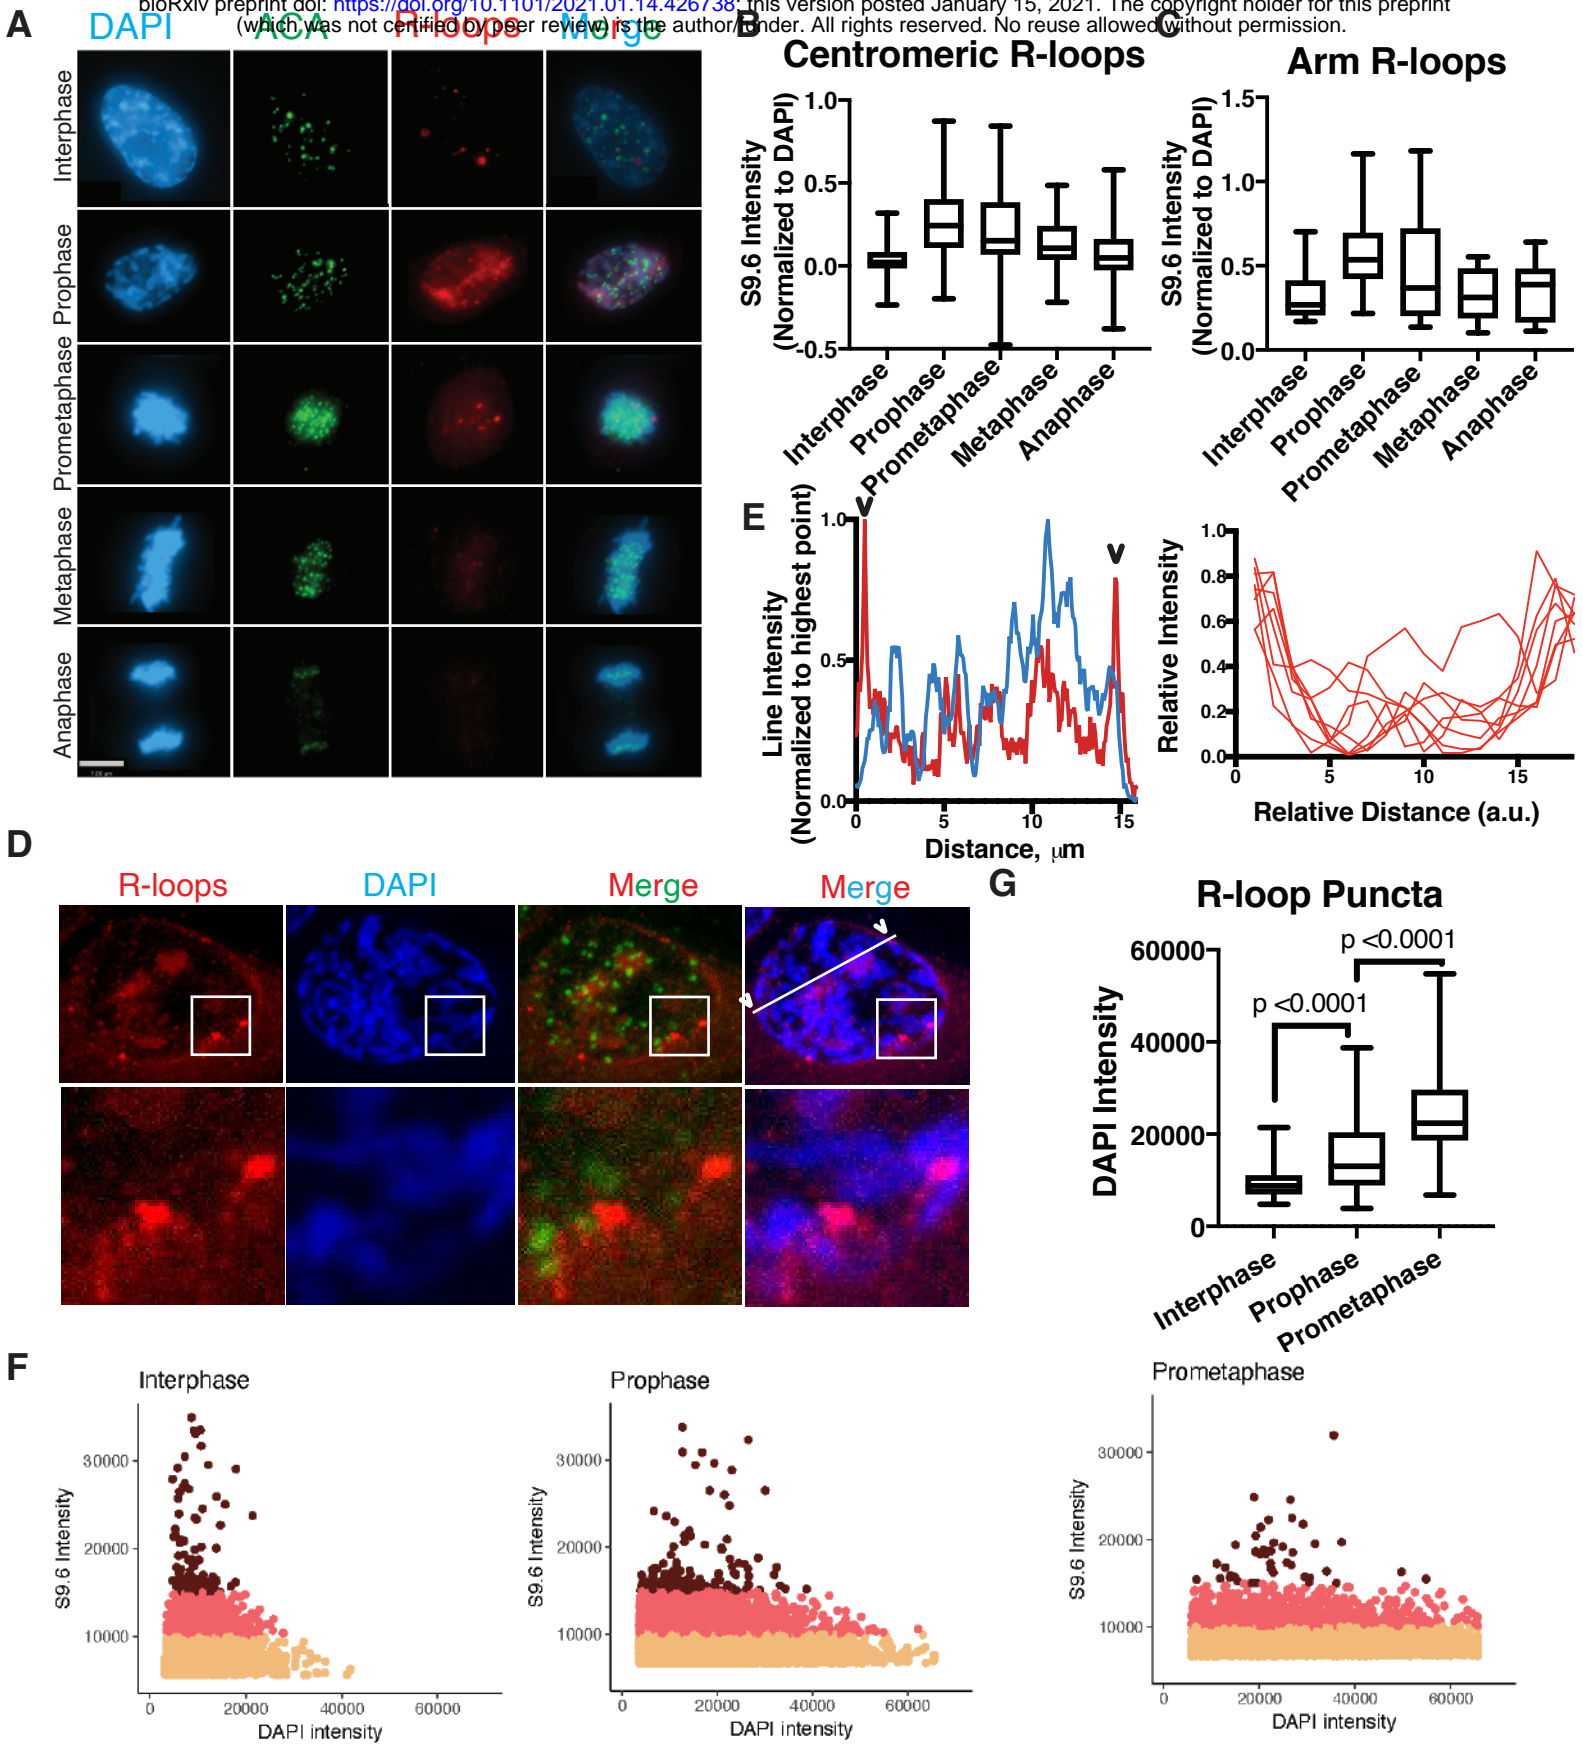 bioRxiv preprint doi: https://doi.org/10.1101/2021.01.14.426738; this version posted January 15, 2021. The copyright holder for this preprint
(which was not certified by peer review) is the author/funder. All rights reserved. No reuse allowed without permission.
A
DAPI
ACA
R-loops
Merge
Interphase
Prophase
Prometaphase
Metaphase
Anaphase
7.08 µm
B
Centromeric R-loops
S9.6 Intensity
(Normalized to DAPI)
1.0
0.5
0.0
-0.5
Interphase
Prophase
Prometaphase
Metaphase
Anaphase
C
Arm R-loops
S9.6 Intensity
(Normalized to DAPI)
1.5
1.0
0.5
0.0
Interphase
Prophase
Prometaphase
Metaphase
Anaphase
E
Line Intensity
(Normalized to highest point)
1.0
0.5
0.0
0
5
10
15
Distance, µm
Relative Intensity
1.0
0.8
0.6
0.4
0.2
0.0
0
5
10
15
Relative Distance (a.u.)
D
R-loops
DAPI
Merge
Merge
G
R-loop Puncta
p <0.0001
p <0.0001
DAPI Intensity
60000
40000
20000
0
Interphase
Prophase
Prometaphase
F
Interphase
S9.6 Intensity
30000
20000
10000
0
20000
40000
60000
DAPI intensity
Prophase
S9.6 Intensity
30000
20000
10000
0
20000
40000
60000
DAPI intensity
Prometaphase
S9.6 Intensity
30000
20000
10000
0
20000
40000
60000
DAPI intensity